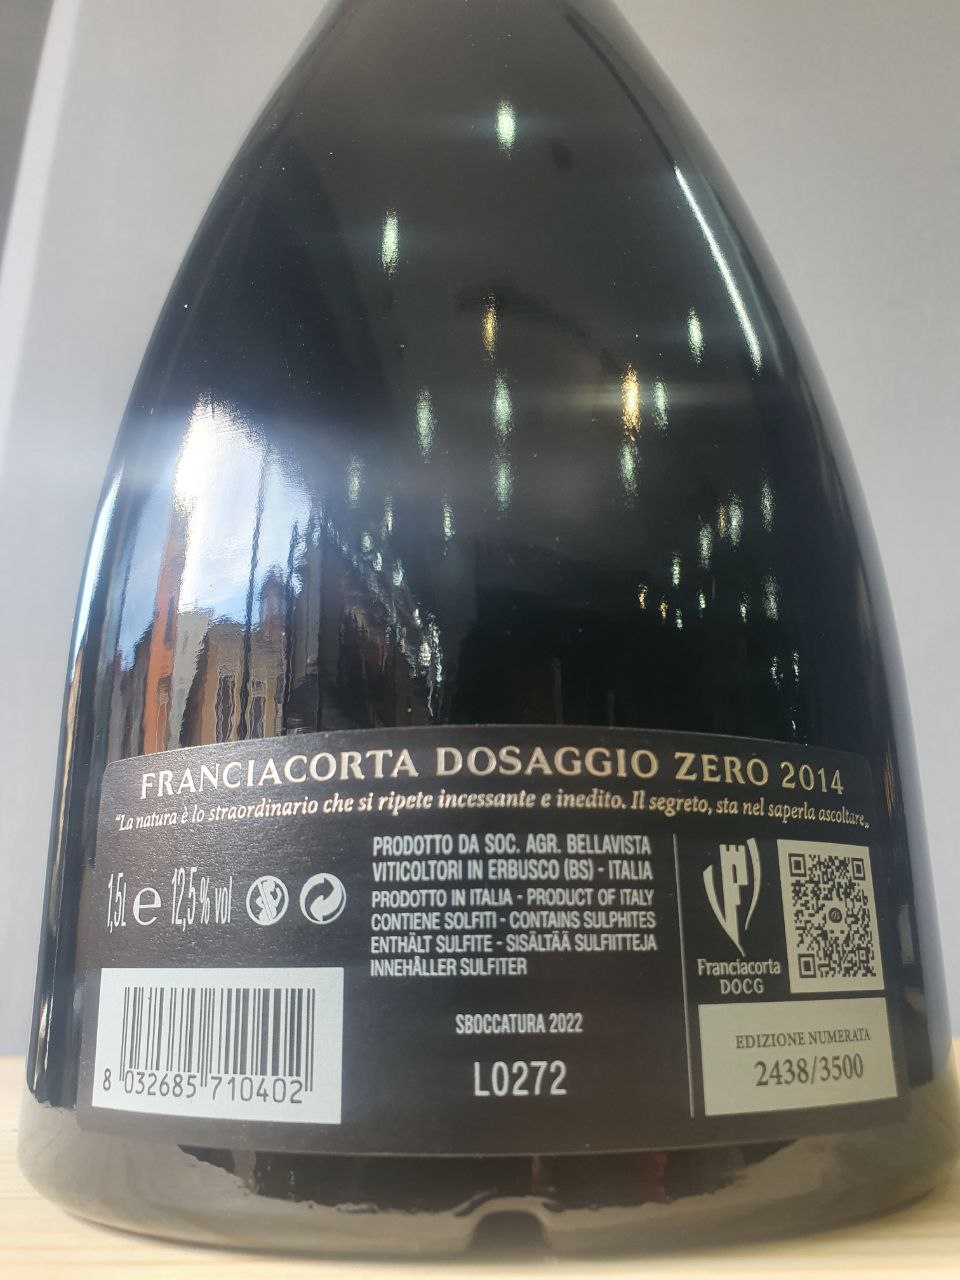 FRANCIACORTA DOSAGGIO ZERO 2014
"La natura è lo straordinario che si ripete incessante e inedito. Il segreto, sta nel saperla ascoltare„
1,5L e 12,5% vol
PRODOTTO DA SOC. AGR. BELLAVISTA
VITICOLTORI IN ERBUSCO (BS) - ITALIA
PRODOTTO IN ITALIA - PRODUCT OF ITALY
CONTIENE SOLFITI - CONTAINS SULPHITES
ENTHÄLT SULFITE - SISÄLTÄÄ SULFIITTEJA
INNEHÅLLER SULFITER
SBOCCATURA 2022
L0272
8 032685 710402
Franciacorta
DOCG
EDIZIONE NUMERATA
2438/3500